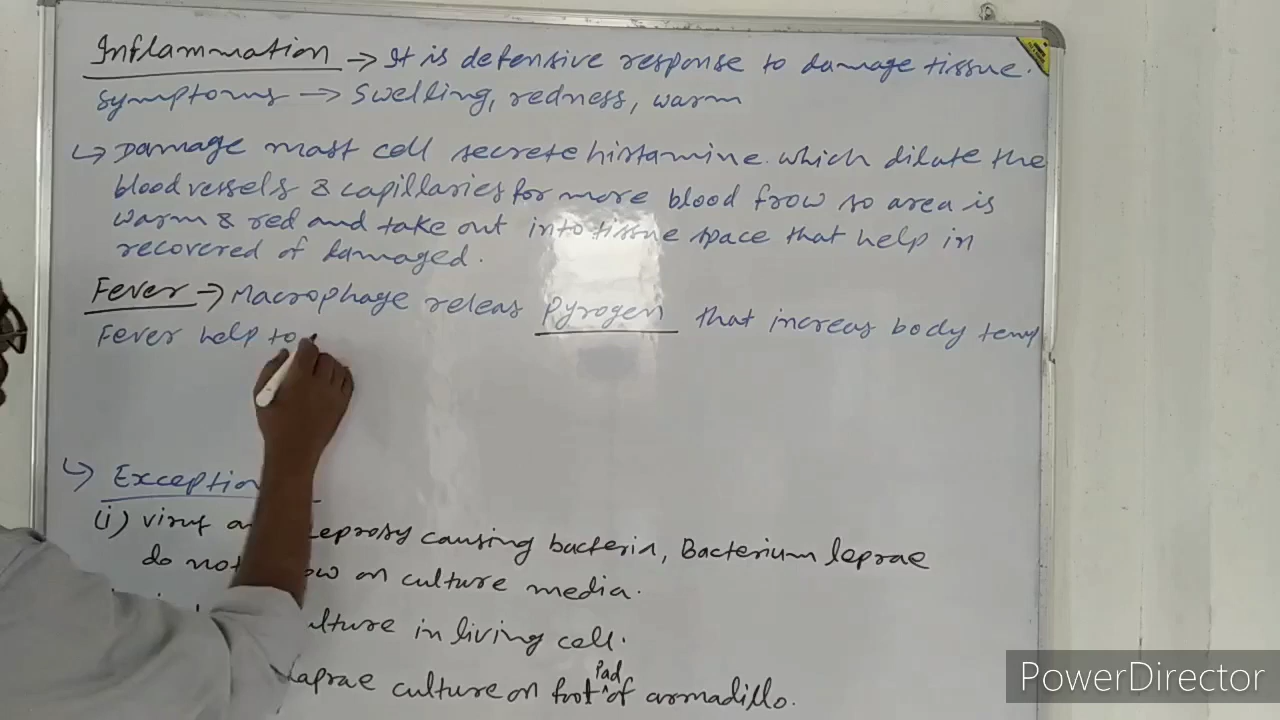 Inflammation → It is defensive response to damage tissue.
Symptoms → Swelling, redness, warm
↳ Damage mast cell secrete histamine. which dilate the
blood vessels & capillaries for more blood frow so area is
warm & red and take out into tissue space that help in
recovered of damaged.
Fever → Macrophage releas Pyrogen that increas body temp
Fever help to
↳ Exception
(i) virus leprosy causing bacteria, Bacterium leprae
do not on culture media.
culture in living cell.
Laprae culture on foot Pad of armadillo.
PowerDirector